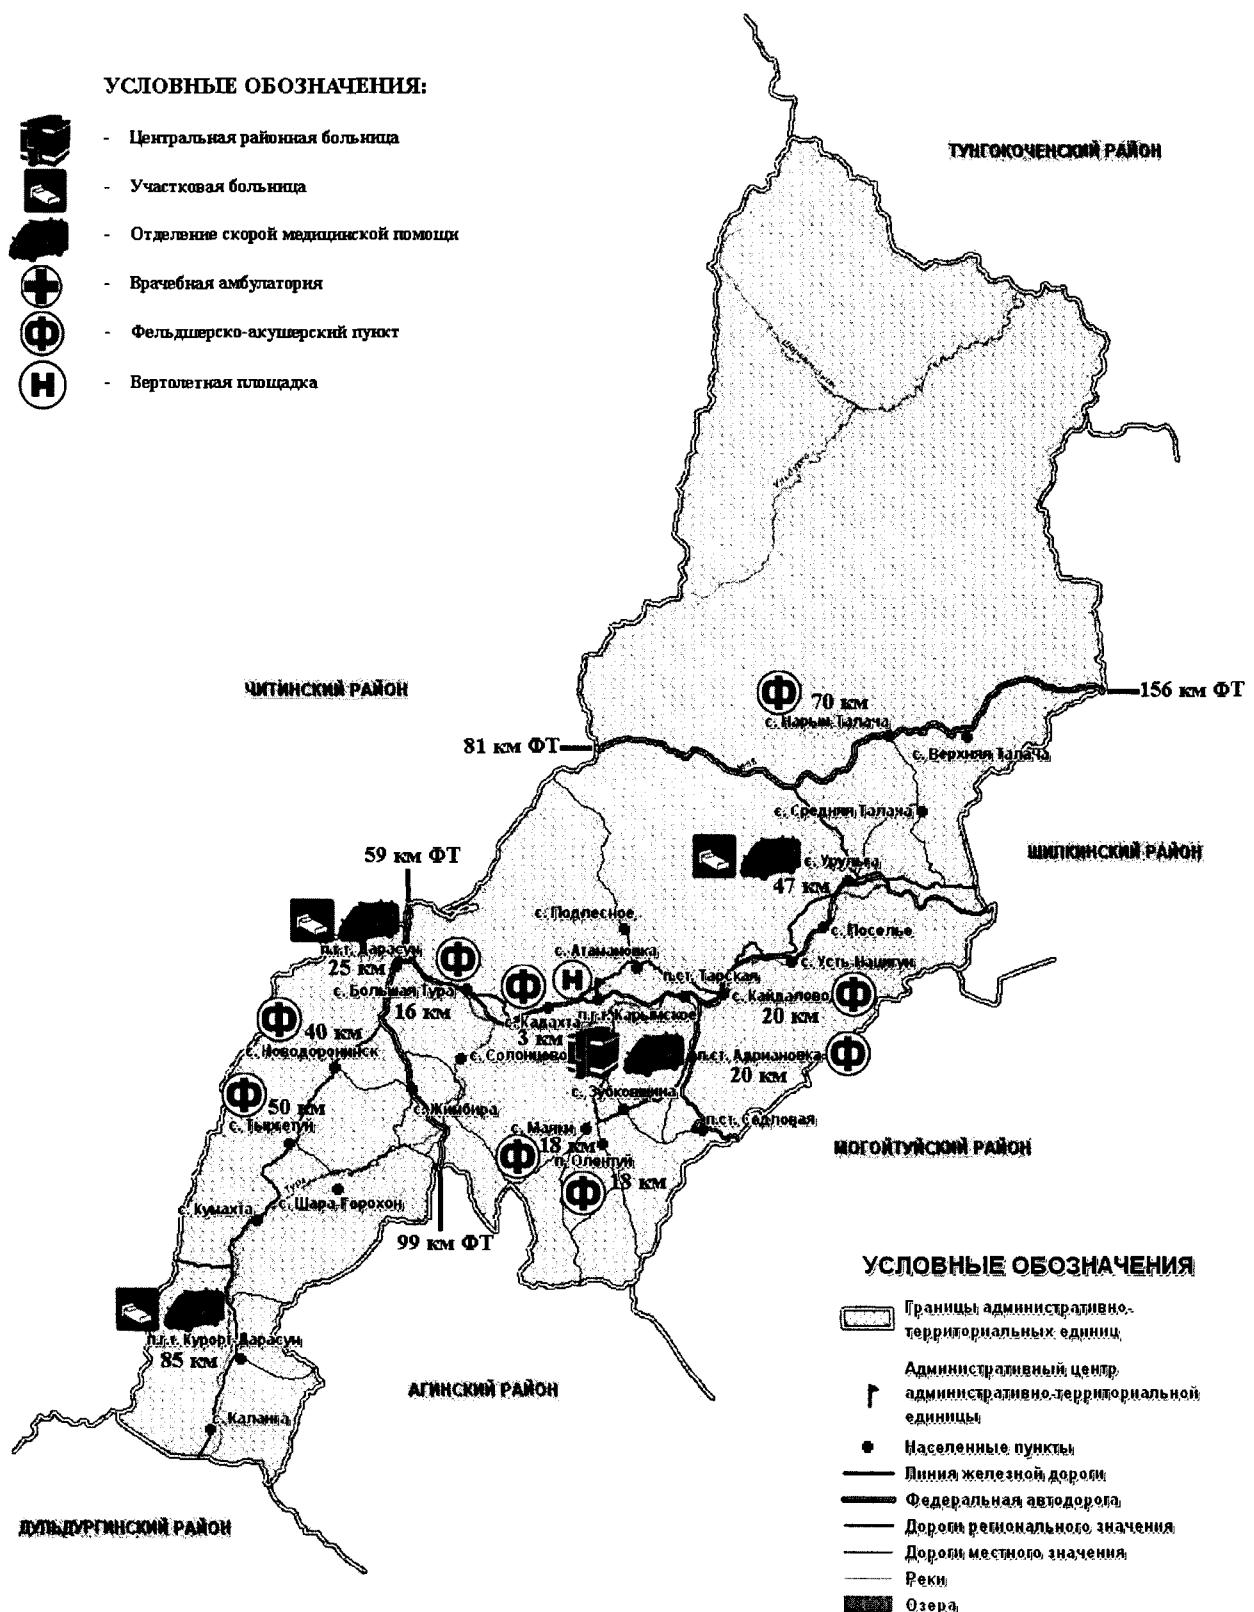 УСЛОВНЫЕ ОБОЗНАЧЕНИЯ:
- Центральная районная больница
- Участковая больница
- Отделение скорой медицинской помощи
- Врачебная амбулатория
Ф - Фельдшерско-акушерский пункт
Н - Вертолетная площадка
ТУНГОКОЧЕНСКИЙ РАЙОН
ЧИТИНСКИЙ РАЙОН
Ф 70 км
с. Нарын Талача
156 км ФТ
81 км ФТ
с. Верхняя Талача
с. Средняя Талача
59 км ФТ
с. Урульга
47 км
ШИЛКИНСКИЙ РАЙОН
с. Подлесное
с. Поселье
п.г.т. Дарасун
25 км
Ф
с. Атамановка
Н
с. Усть Нацигун
п.ст. Тарская
с. Большая Тура
16 км
Ф
с. Кайдалово
20 км
Ф
п.г.т. Карымское
с. Кадахта
3 км
Ф 40 км
с. Новодоронинск
с. Солонцево
п.ст. Адриановка
20 км
Ф
Ф 50 км
с. Тыргетуй
с. Жимбира
с. Зубковщина
п.ст. Седловая
с. Маяки
18 км
Ф
п. Олентуй
Ф 18 км
МОГОЙТУЙСКИЙ РАЙОН
Тура
с. Шара-Горохон
с. Кумахта
99 км ФТ
п.г.т. Курорт-Дарасун
85 км
АГИНСКИЙ РАЙОН
с. Каланга
ДУЛЬДУРГИНСКИЙ РАЙОН
УСЛОВНЫЕ ОБОЗНАЧЕНИЯ
Границы административно-
территориальных единиц
Административный центр
административно-территориальной
единицы
Населенные пункты
Линия железной дороги
Федеральная автодорога
Дороги регионального значения
Дороги местного значения
Реки
Озера